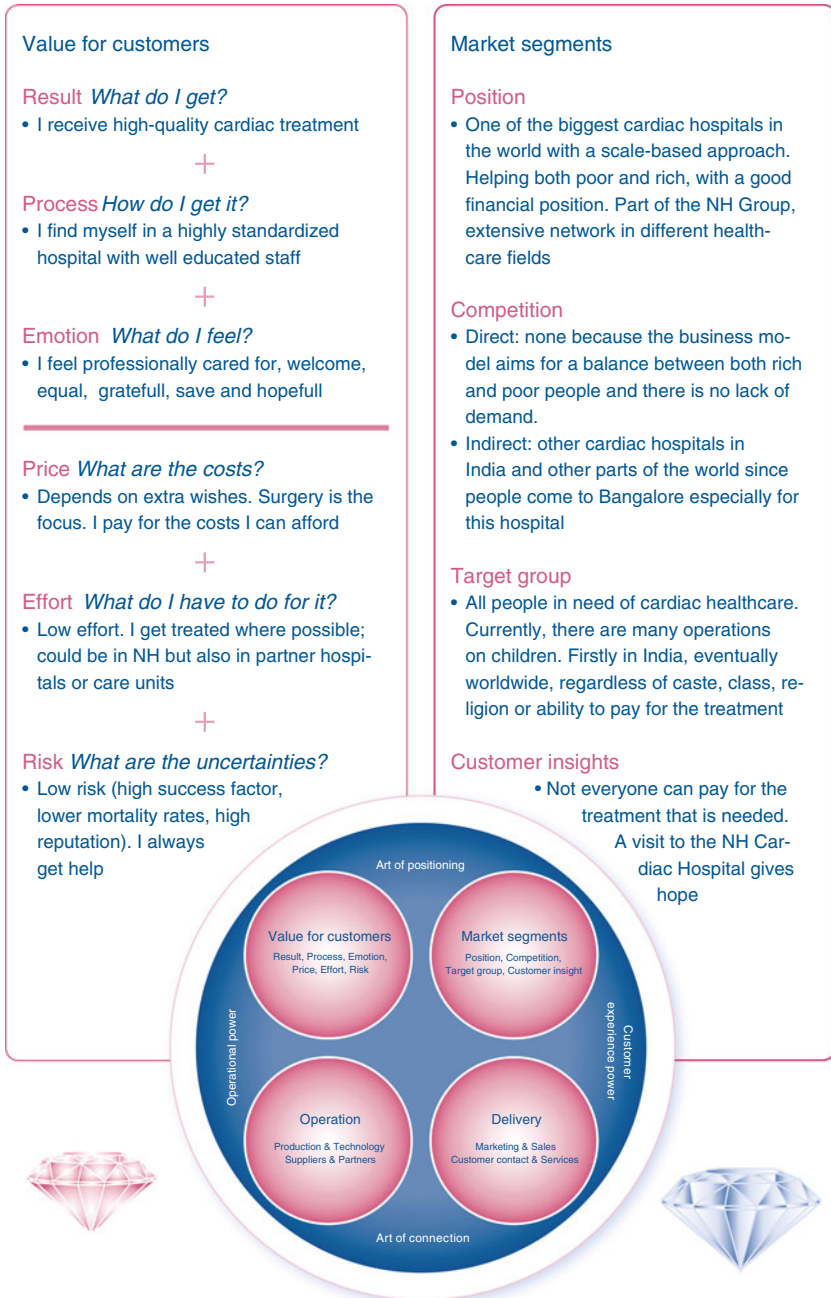 Value for customers
Result What do I get?
• I receive high-quality cardiac treatment
+
Process How do I get it?
• I find myself in a highly standardized
hospital with well educated staff
+
Emotion What do I feel?
• I feel professionally cared for, welcome,
equal, gratefull, save and hopefull
Price What are the costs?
• Depends on extra wishes. Surgery is the
focus. I pay for the costs I can afford
+
Effort What do I have to do for it?
• Low effort. I get treated where possible;
could be in NH but also in partner hospi-
tals or care units
+
Risk What are the uncertainties?
• Low risk (high success factor,
lower mortality rates, high
reputation). I always
get help
Market segments
Position
• One of the biggest cardiac hospitals in
the world with a scale-based approach.
Helping both poor and rich, with a good
financial position. Part of the NH Group,
extensive network in different health-
care fields
Competition
• Direct: none because the business mo-
del aims for a balance between both rich
and poor people and there is no lack of
demand.
• Indirect: other cardiac hospitals in
India and other parts of the world since
people come to Bangalore especially for
this hospital
Target group
• All people in need of cardiac healthcare.
Currently, there are many operations
on children. Firstly in India, eventually
worldwide, regardless of caste, class, re-
ligion or ability to pay for the treatment
Customer insights
• Not everyone can pay for the
treatment that is needed.
A visit to the NH Car-
diac Hospital gives
hope
Art of positioning
Value for customers
Result, Process, Emotion,
Price, Effort, Risk
Market segments
Position, Competition,
Target group, Customer insight
Operational power
Customer
experience power
Operation
Production & Technology
Suppliers & Partners
Delivery
Marketing & Sales
Customer contact & Services
Art of connection